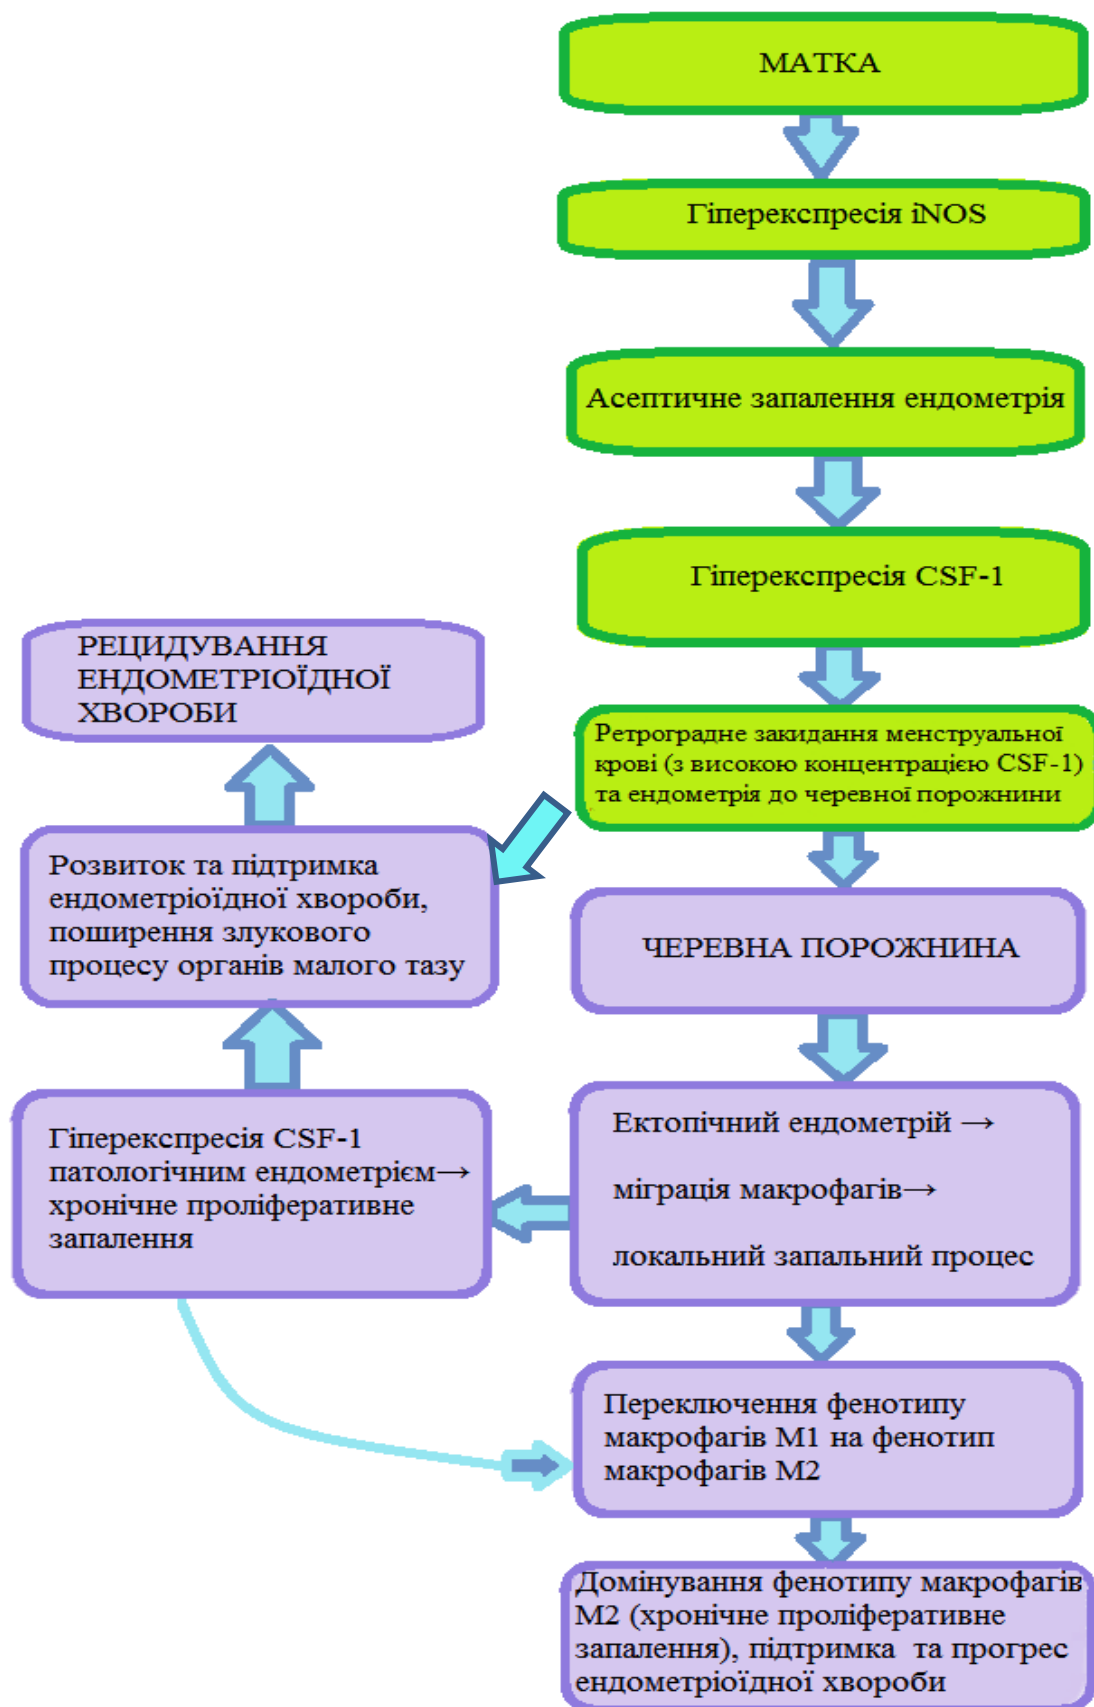 МАТКА
Гіперекспресія iNOS
Асептичне запалення ендометрія
Гіперекспресія CSF-1
Ретроградне закидання менструальної
крові (з високою концентрацією CSF-1)
та ендометрія до черевної порожнини
РЕЦИДУВАННЯ
ЕНДОМЕТРІОЇДНОЇ
ХВОРОБИ
Розвиток та підтримка
ендометріоїдної хвороби,
поширення злукового
процесу органів малого тазу
ЧЕРЕВНА ПОРОЖНИНА
Гіперекспресія CSF-1
патологічним ендометрієм→
хронічне проліферативне
запалення
Ектопічний ендометрій →
міграція макрофагів→
локальний запальний процес
Переключення фенотипу
макрофагів М1 на фенотип
макрофагів М2
Домінування фенотипу макрофагів
М2 (хронічне проліферативне
запалення), підтримка та прогрес
ендометріоїдної хвороби